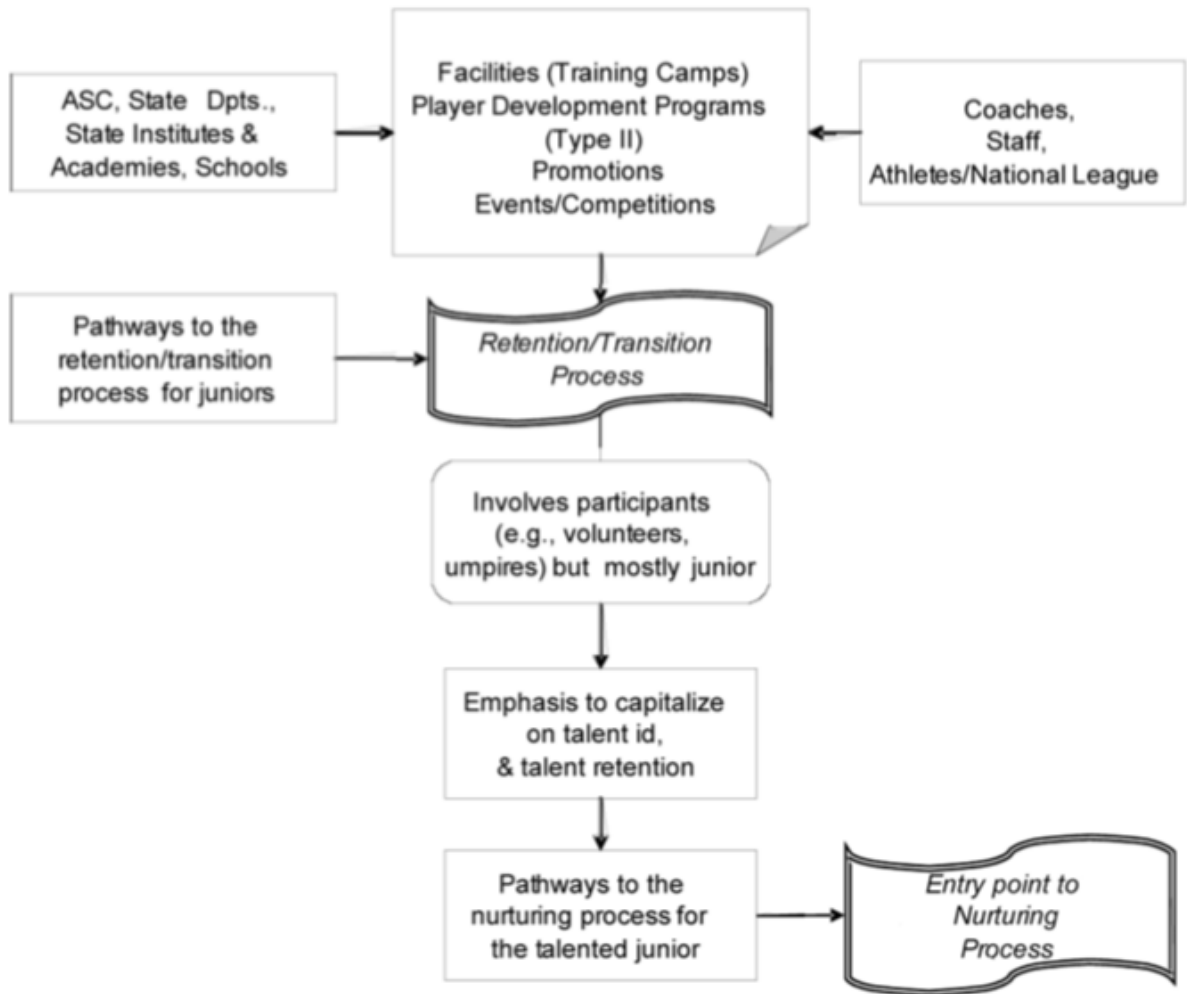 Facilities (Training Camps)
Player Development Programs
(Type II)
Promotions
Events/Competitions
ASC, State Dpts.,
State Institutes &
Academies, Schools
Coaches,
Staff,
Athletes/National League
Pathways to the
retention/transition
process for juniors
Retention/Transition
Process
Involves participants
(e.g., volunteers,
umpires) but mostly junior
Emphasis to capitalize
on talent id,
& talent retention
Pathways to the
nurturing process for
the talented junior
Entry point to
Nurturing
Process